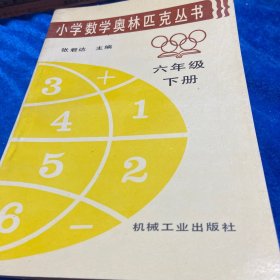 小学数学奥林匹克丛书
张君达 主编
六年级
下册
3 +
4 1
5 2
6 -
机械工业出版社